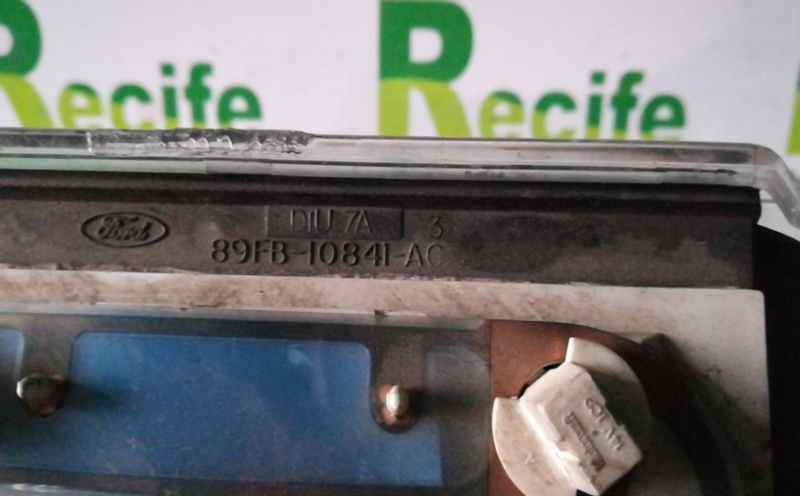 Recife
Recife
Ford
DIU 7A 3
89FB-10841-AC